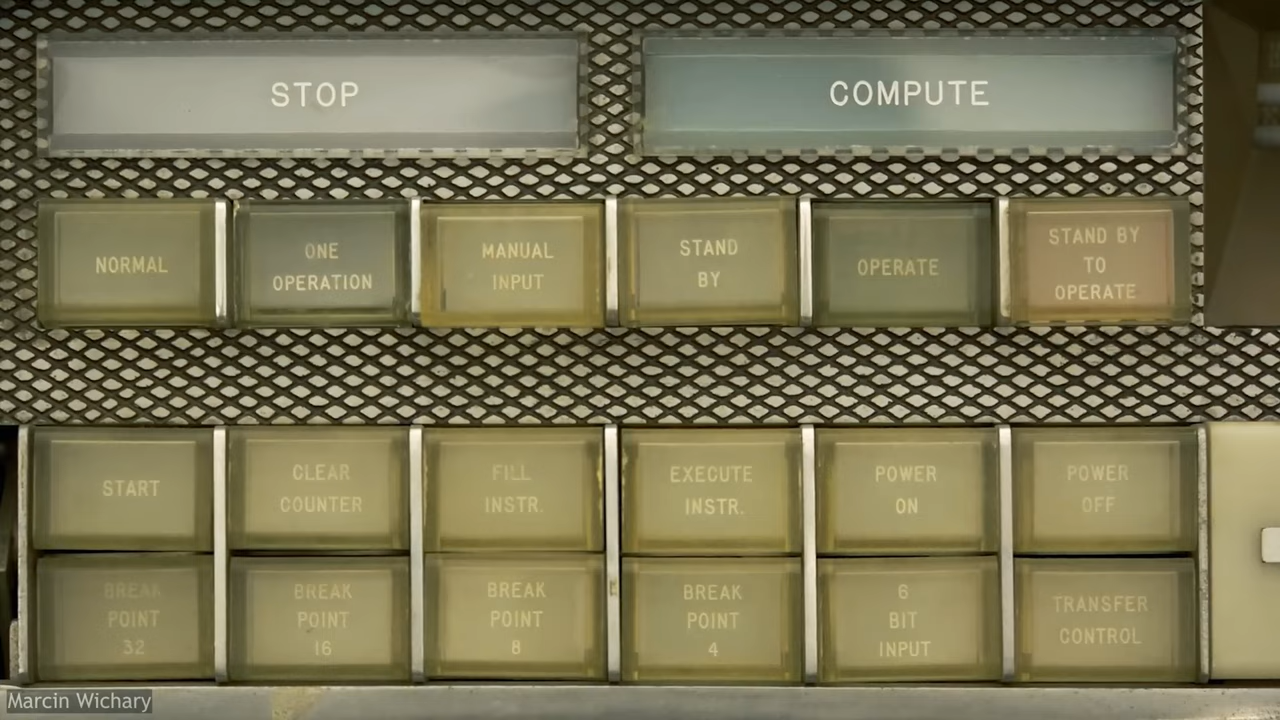 STOP
COMPUTE
NORMAL
ONE
OPERATION
MANUAL
INPUT
STAND
BY
OPERATE
STAND BY
TO
OPERATE
START
CLEAR
COUNTER
FILL
INSTR.
EXECUTE
INSTR.
POWER
ON
POWER
OFF
BREAK
POINT
32
BREAK
POINT
16
BREAK
POINT
8
BREAK
POINT
4
6
BIT
INPUT
TRANSFER
CONTROL
Marcin Wichary